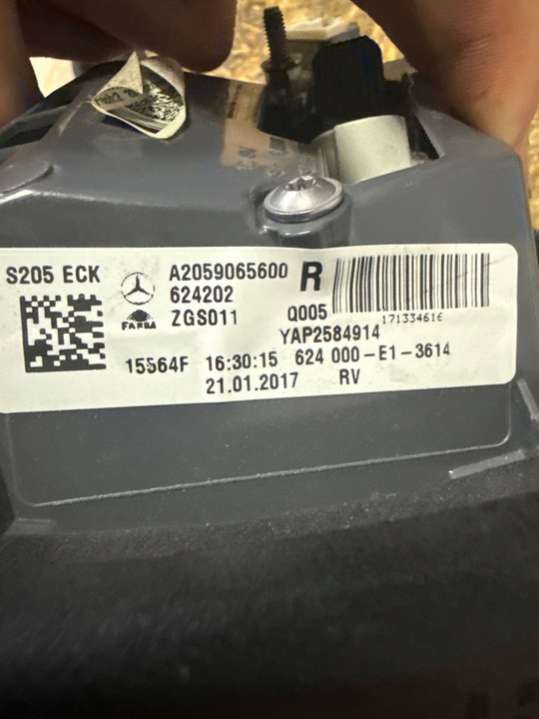 S205 ECK
A2059065600 R
624202
FARBA ZGS011
Q005
171334616
YAP2584914
15564F 16:30:15 624 000-E1-3614
21.01.2017 RV